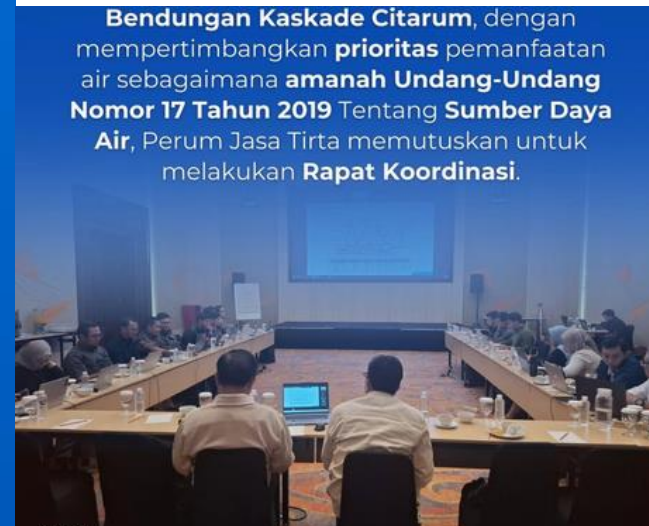 Bendungan Kaskade Citarum, dengan
mempertimbangkan prioritas pemanfaatan
air sebagaimana amanah Undang-Undang
Nomor 17 Tahun 2019 Tentang Sumber Daya
Air, Perum Jasa Tirta memutuskan untuk
melakukan Rapat Koordinasi.